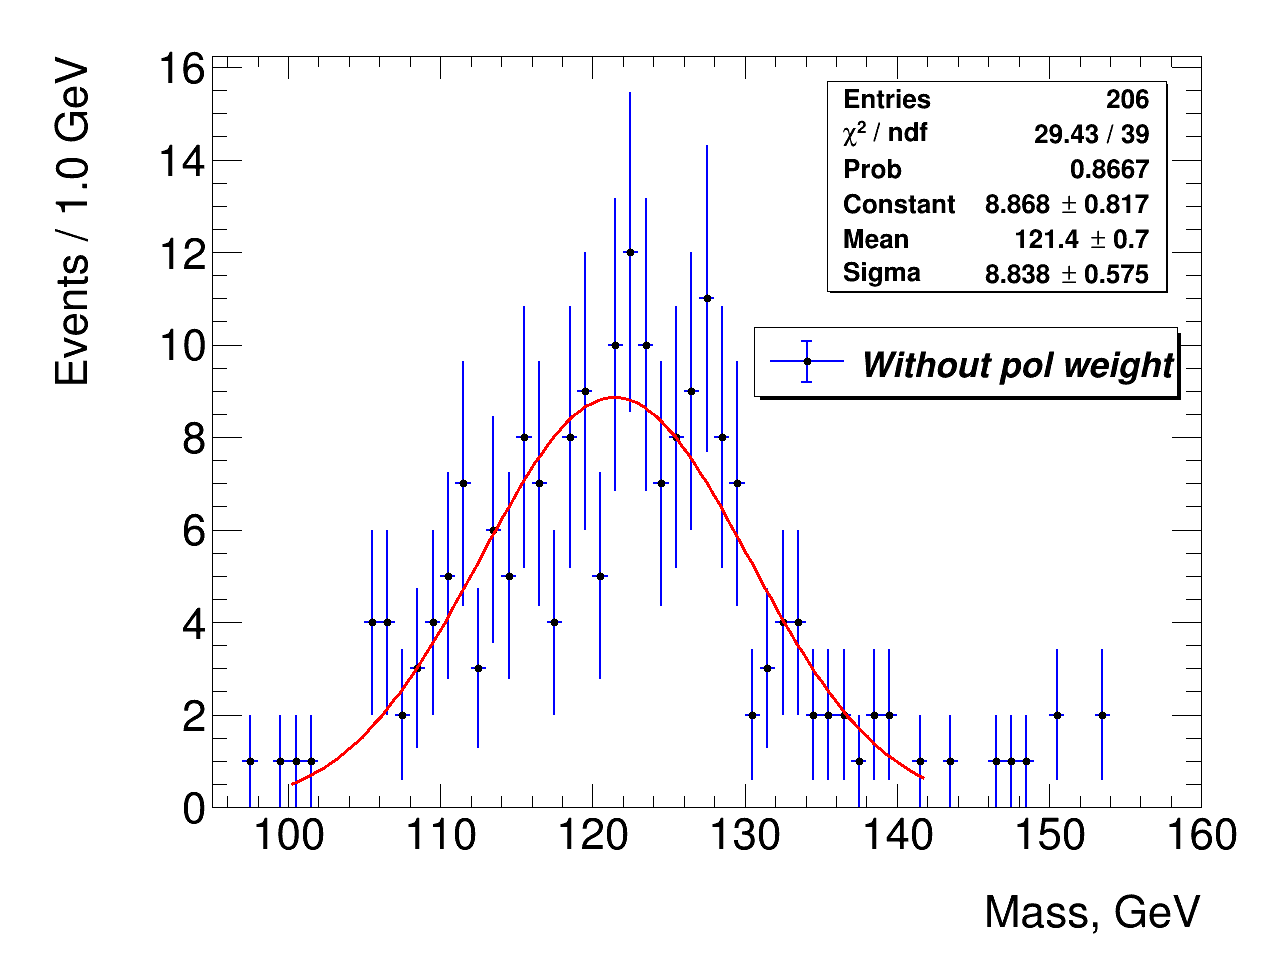 Events / 1.0 GeV
16
14
12
10
8
6
4
2
0
Entries 206
χ² / ndf 29.43 / 39
Prob 0.8667
Constant 8.868 ± 0.817
Mean 121.4 ± 0.7
Sigma 8.838 ± 0.575
Without pol weight
100 110 120 130 140 150 160
Mass, GeV